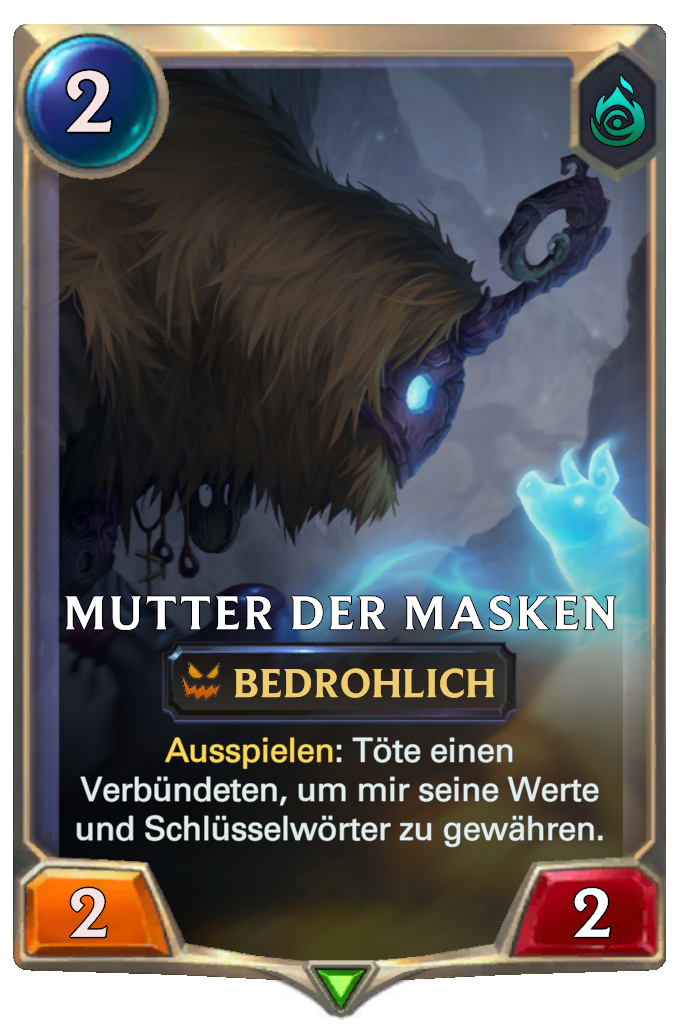 2
MUTTER DER MASKEN
BEDROHLICH
Ausspielen: Töte einen
Verbündeten, um mir seine Werte
und Schlüsselwörter zu gewähren.
2
2